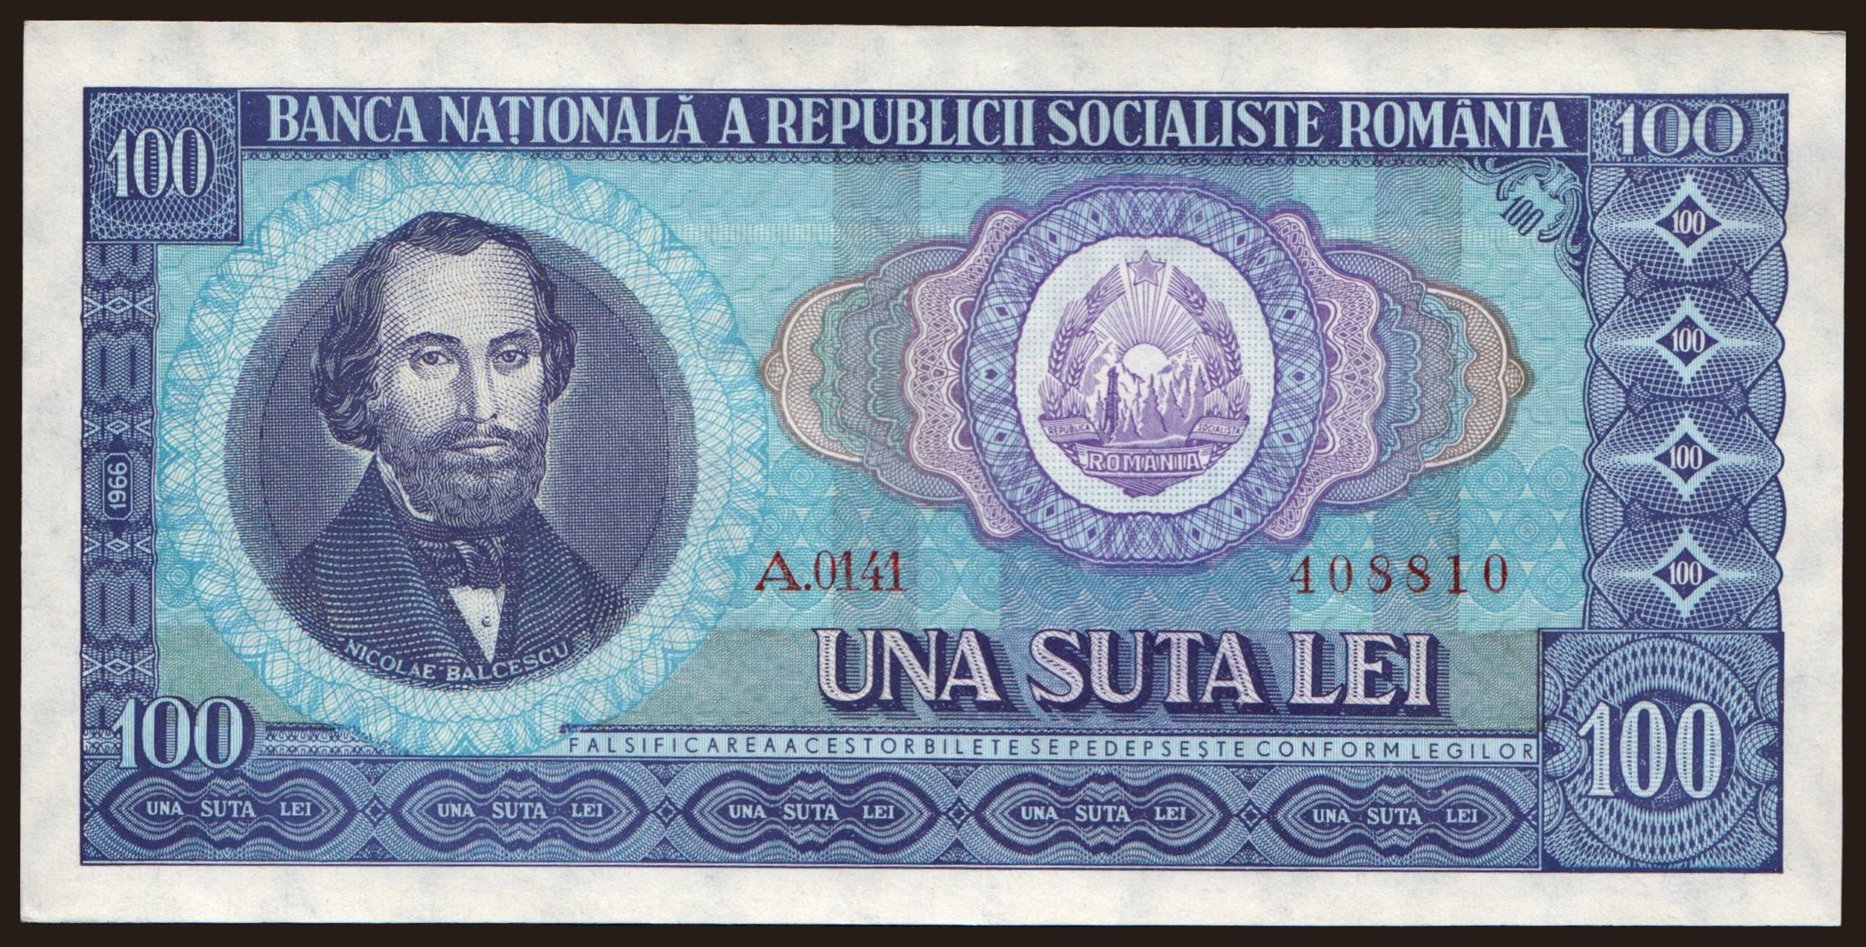 BANCA NAȚIONALĂ A REPUBLICII SOCIALISTE ROMÂNIA
100
100
100
100
100
100
100
REPUBLICA SOCIALISTA
ROMÂNIA
1966
A.0141 408810
NICOLAE BALCESCU
UNA SUTA LEI
100
100
FALSIFICAREA ACESTOR BILETE SE PEDEPSEȘTE CONFORM LEGILOR
UNA SUTA LEI UNA SUTA LEI UNA SUTA LEI UNA SUTA LEI UNA SUTA LEI